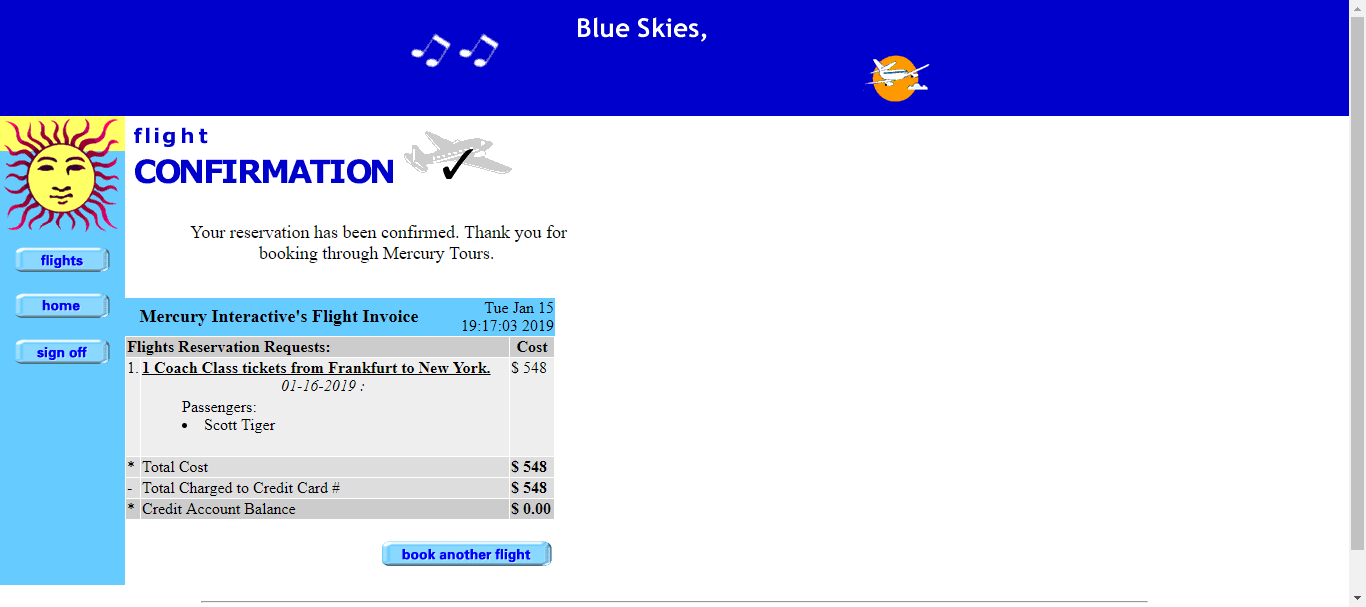 Blue Skies,
flight
CONFIRMATION
flights
home
sign off
Your reservation has been confirmed. Thank you for
booking through Mercury Tours.
Mercury Interactive's Flight Invoice
Tue Jan 15
19:17:03 2019
Flights Reservation Requests: Cost
1. 1 Coach Class tickets from Frankfurt to New York. $ 548
01-16-2019 :
Passengers:
• Scott Tiger
* Total Cost $ 548
- Total Charged to Credit Card # $ 548
* Credit Account Balance $ 0.00
book another flight